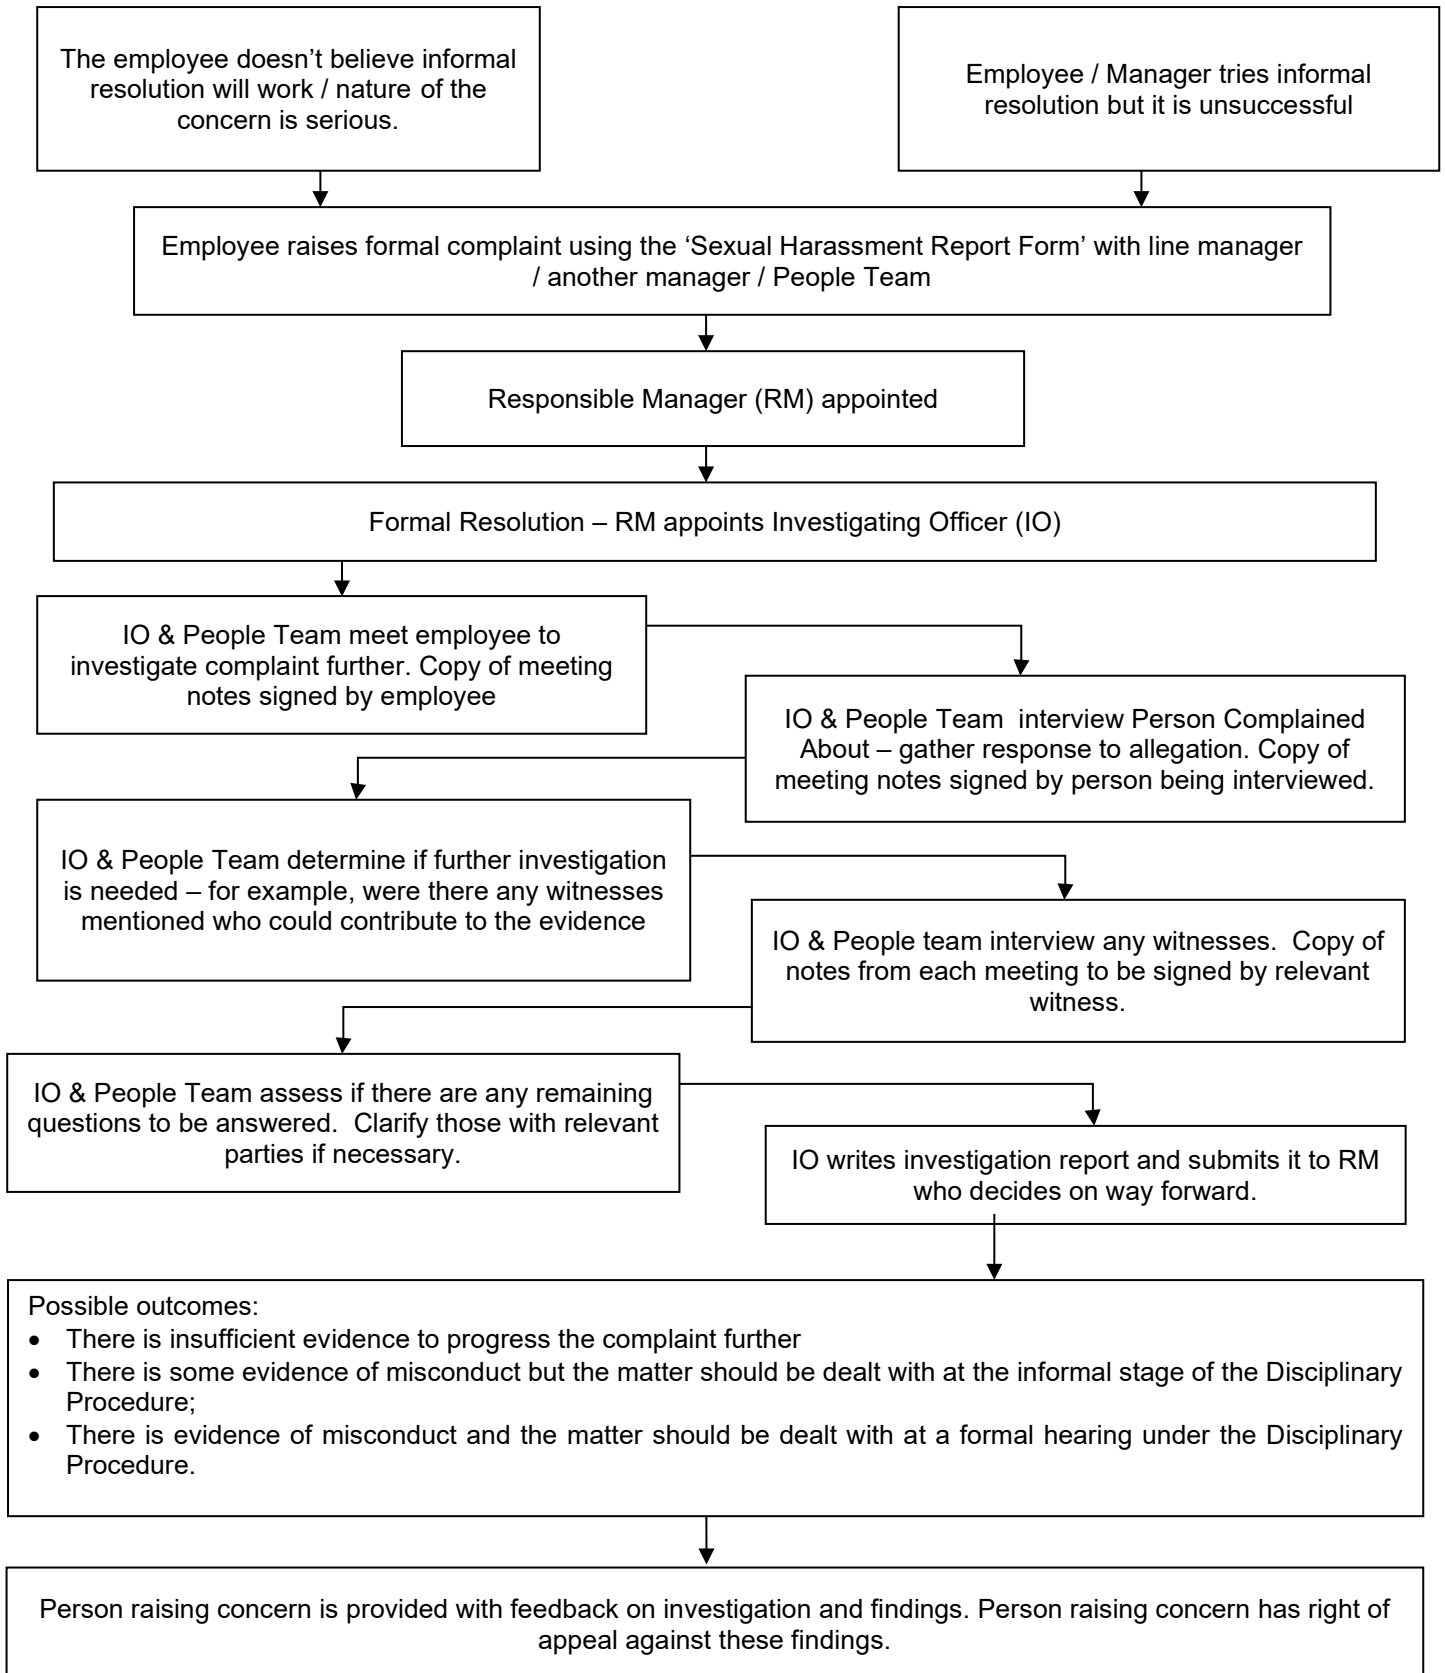 The employee doesn’t believe informal
resolution will work / nature of the
concern is serious.
Employee / Manager tries informal
resolution but it is unsuccessful
Employee raises formal complaint using the ‘Sexual Harassment Report Form’ with line manager
/ another manager / People Team
Responsible Manager (RM) appointed
Formal Resolution – RM appoints Investigating Officer (IO)
IO & People Team meet employee to
investigate complaint further. Copy of meeting
notes signed by employee
IO & People Team  interview Person Complained
About – gather response to allegation. Copy of
meeting notes signed by person being interviewed.
IO & People Team determine if further investigation
is needed – for example, were there any witnesses
mentioned who could contribute to the evidence
IO & People team interview any witnesses.  Copy of
notes from each meeting to be signed by relevant
witness.
IO & People Team assess if there are any remaining
questions to be answered.  Clarify those with relevant
parties if necessary.
IO writes investigation report and submits it to RM
who decides on way forward.
Possible outcomes:
• There is insufficient evidence to progress the complaint further
• There is some evidence of misconduct but the matter should be dealt with at the informal stage of the Disciplinary
Procedure;
• There is evidence of misconduct and the matter should be dealt with at a formal hearing under the Disciplinary
Procedure.
Person raising concern is provided with feedback on investigation and findings. Person raising concern has right of
appeal against these findings.